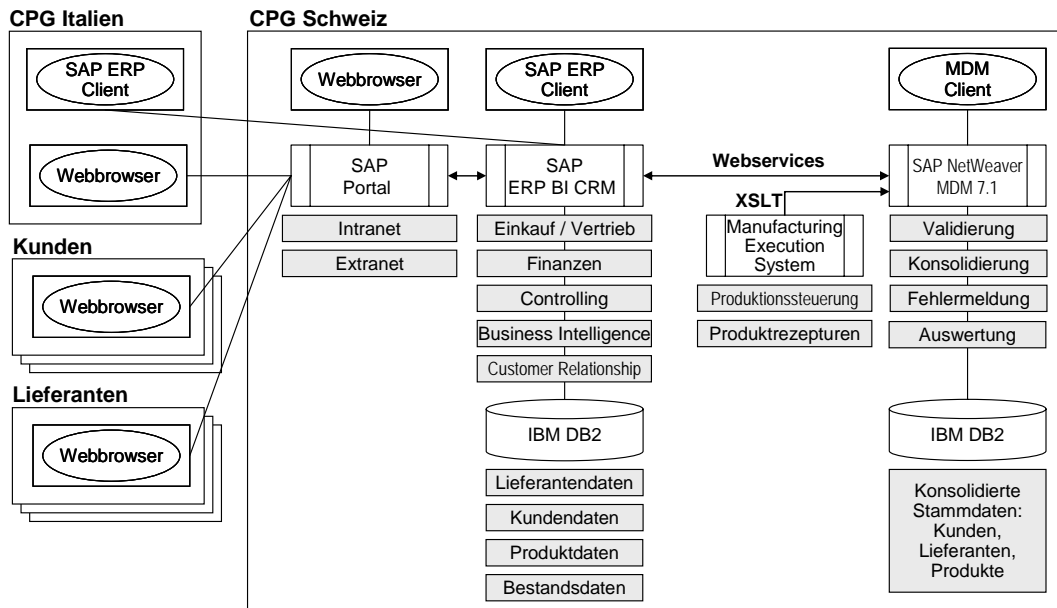 CPG Italien
CPG Schweiz
SAP ERP
Client
Webbrowser
SAP ERP
Client
MDM
Client
Webbrowser
SAP
Portal
SAP
ERP BI CRM
Webservices
SAP NetWeaver
MDM 7.1
XSLT
Intranet
Extranet
Einkauf / Vertrieb
Finanzen
Controlling
Business Intelligence
Customer Relationship
Manufacturing
Execution
System
Produktionssteuerung
Produktrezepturen
Validierung
Konsolidierung
Fehlermeldung
Auswertung
Kunden
Webbrowser
Lieferanten
Webbrowser
IBM DB2
Lieferantendaten
Kundendaten
Produktdaten
Bestandsdaten
IBM DB2
Konsolidierte
Stammdaten:
Kunden,
Lieferanten,
Produkte